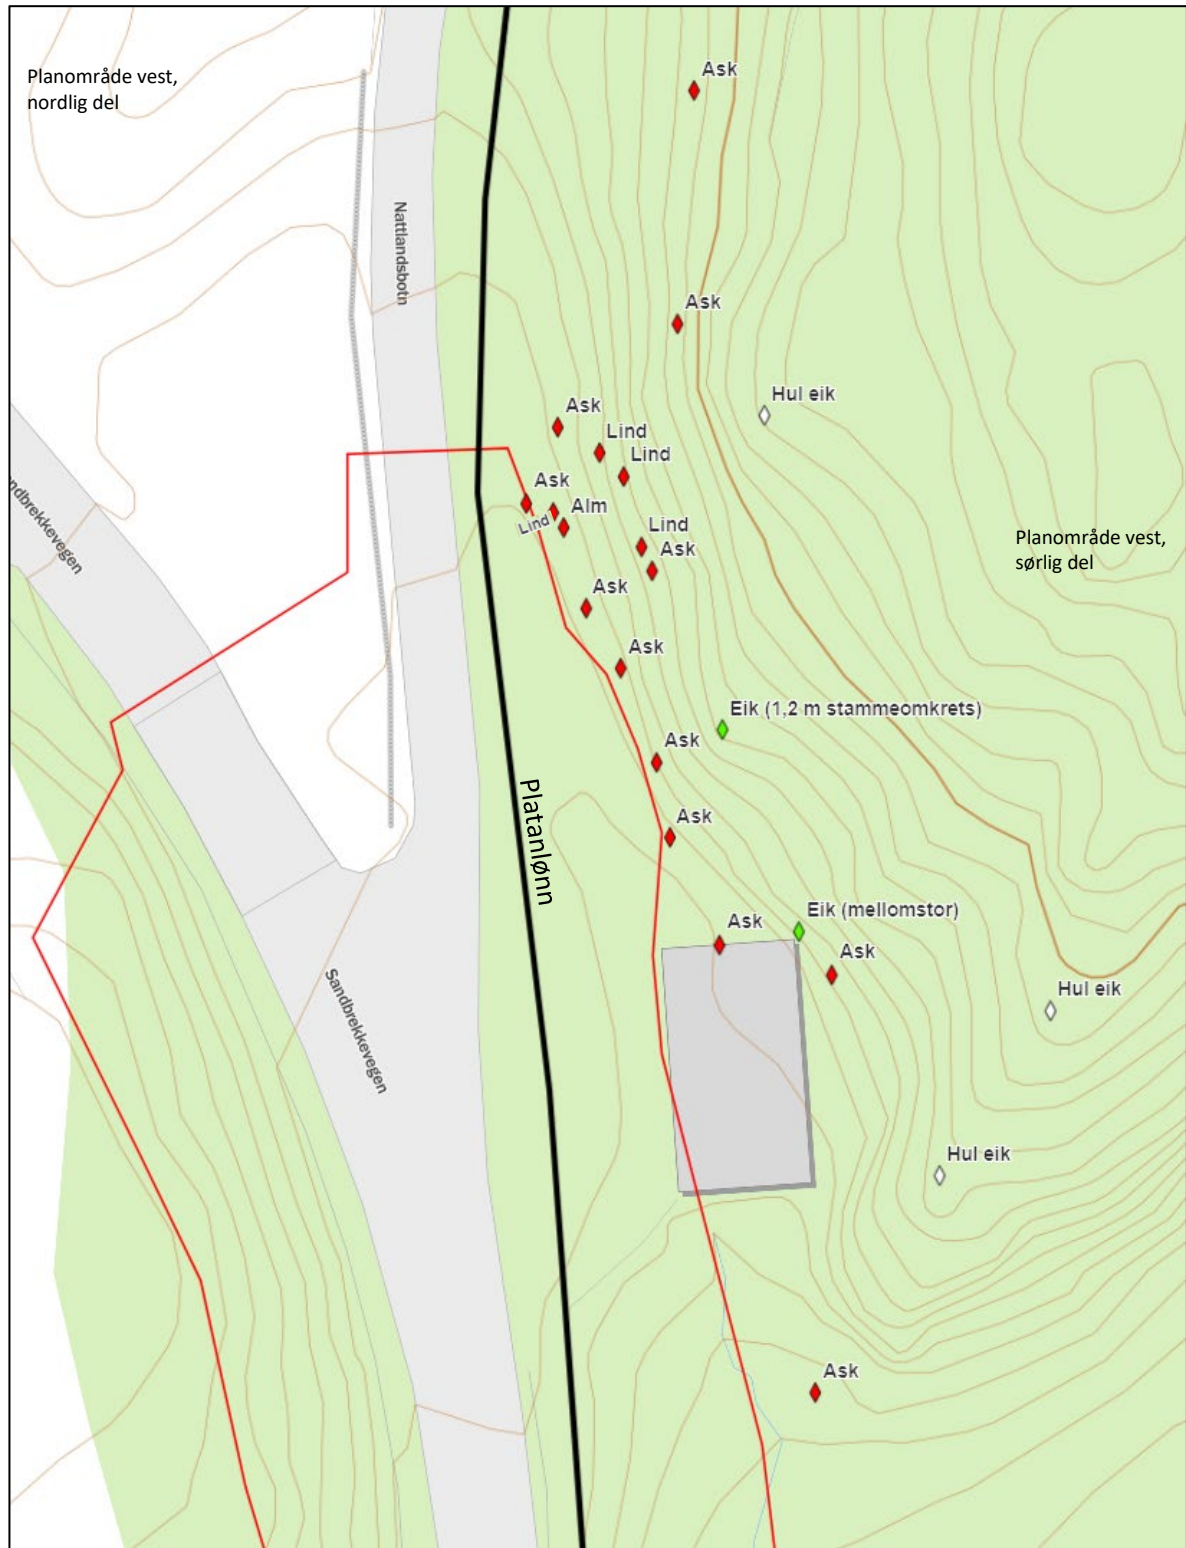 Planområde vest,
nordlig del
Ask
Nattlandsbotn
Ask
Hul eik
Ask
Lind
Lind
Ask
Lind
Alm
ndbrekkevegen
Lind
Ask
Planområde vest,
sørlig del
Ask
Ask
Eik (1,2 m stammeomkrets)
Ask
Platanlønn
Ask
Eik (mellomstor)
Ask
Ask
Sandbrekkevegen
Hul eik
Hul eik
Ask